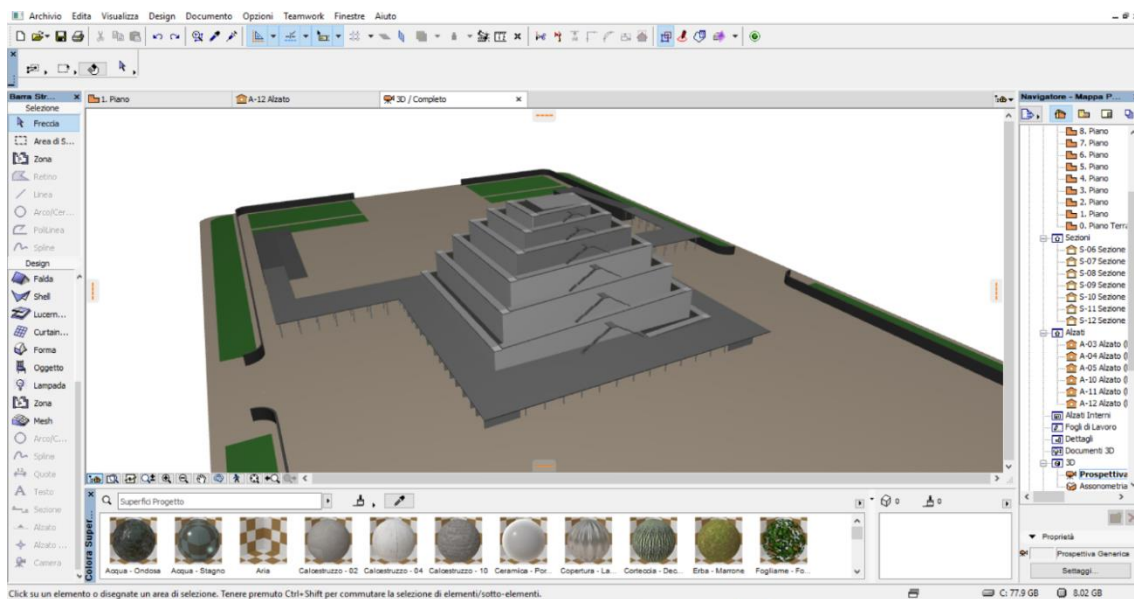 Archivio Edita Visualizza Design Documento Opzioni Teamwork Finestre Aiuto
Barra Str...
Selezione
Freccia
Area di S...
Zona
Retino
Linea
Arco/Cer...
PoliLinea
Spline
Design
Falda
Shell
Lucern...
Curtain...
Forma
Oggetto
Lampada
Zona
Mesh
Arco/C...
Spline
Quote
Testo
Sezione
Alzato
Alzato ...
Camera
1. Piano
A-12 Alzato
3D / Completo
Navigatore - Mappa P...
8. Piano
7. Piano
6. Piano
5. Piano
4. Piano
3. Piano
2. Piano
1. Piano
0. Piano Terra
Sezioni
S-06 Sezione
S-07 Sezione
S-08 Sezione
S-09 Sezione
S-10 Sezione
S-11 Sezione
S-12 Sezione
Alzati
A-03 Alzato (I
A-04 Alzato (I
A-05 Alzato (I
A-10 Alzato (I
A-11 Alzato (I
A-12 Alzato (I
Alzati Interni
Fogli di Lavoro
Dettagli
Documenti 3D
3D
Prospettiva
Assonometria
Proprietà
Prospettiva Generica
Settaggi...
Colora Super...
Superfici Progetto
0
0
Acqua - Ondosa
Acqua - Stagno
Aria
Calcestruzzo - 02
Calcestruzzo - 04
Calcestruzzo - 10
Ceramica - Por...
Copertura - La...
Corteccia - Dec...
Erba - Marrone
Fogliame - Fo...
Click su un elemento o disegnate un area di selezione. Tenere premuto Ctrl+Shift per commutare la selezione di elementi/sotto-elementi.
C: 77.9 GB
8.02 GB